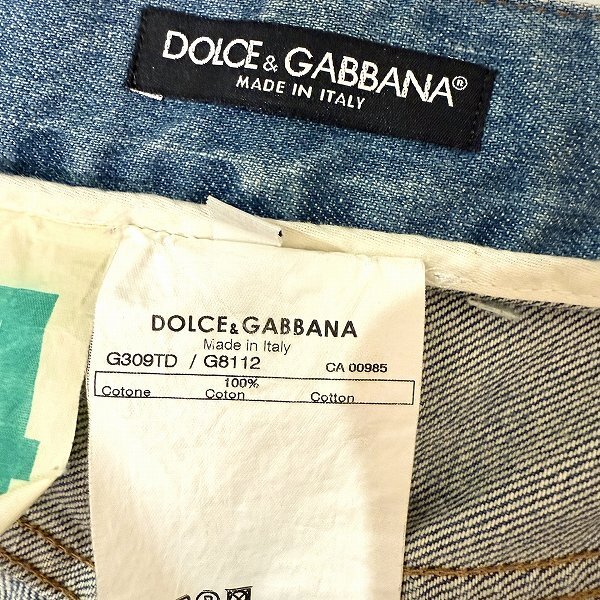 DOLCE & GABBANA®
MADE IN ITALY
DOLCE & GABBANA
Made in Italy
G309TD / G8112 CA 00985
100%
Cotone Coton Cotton